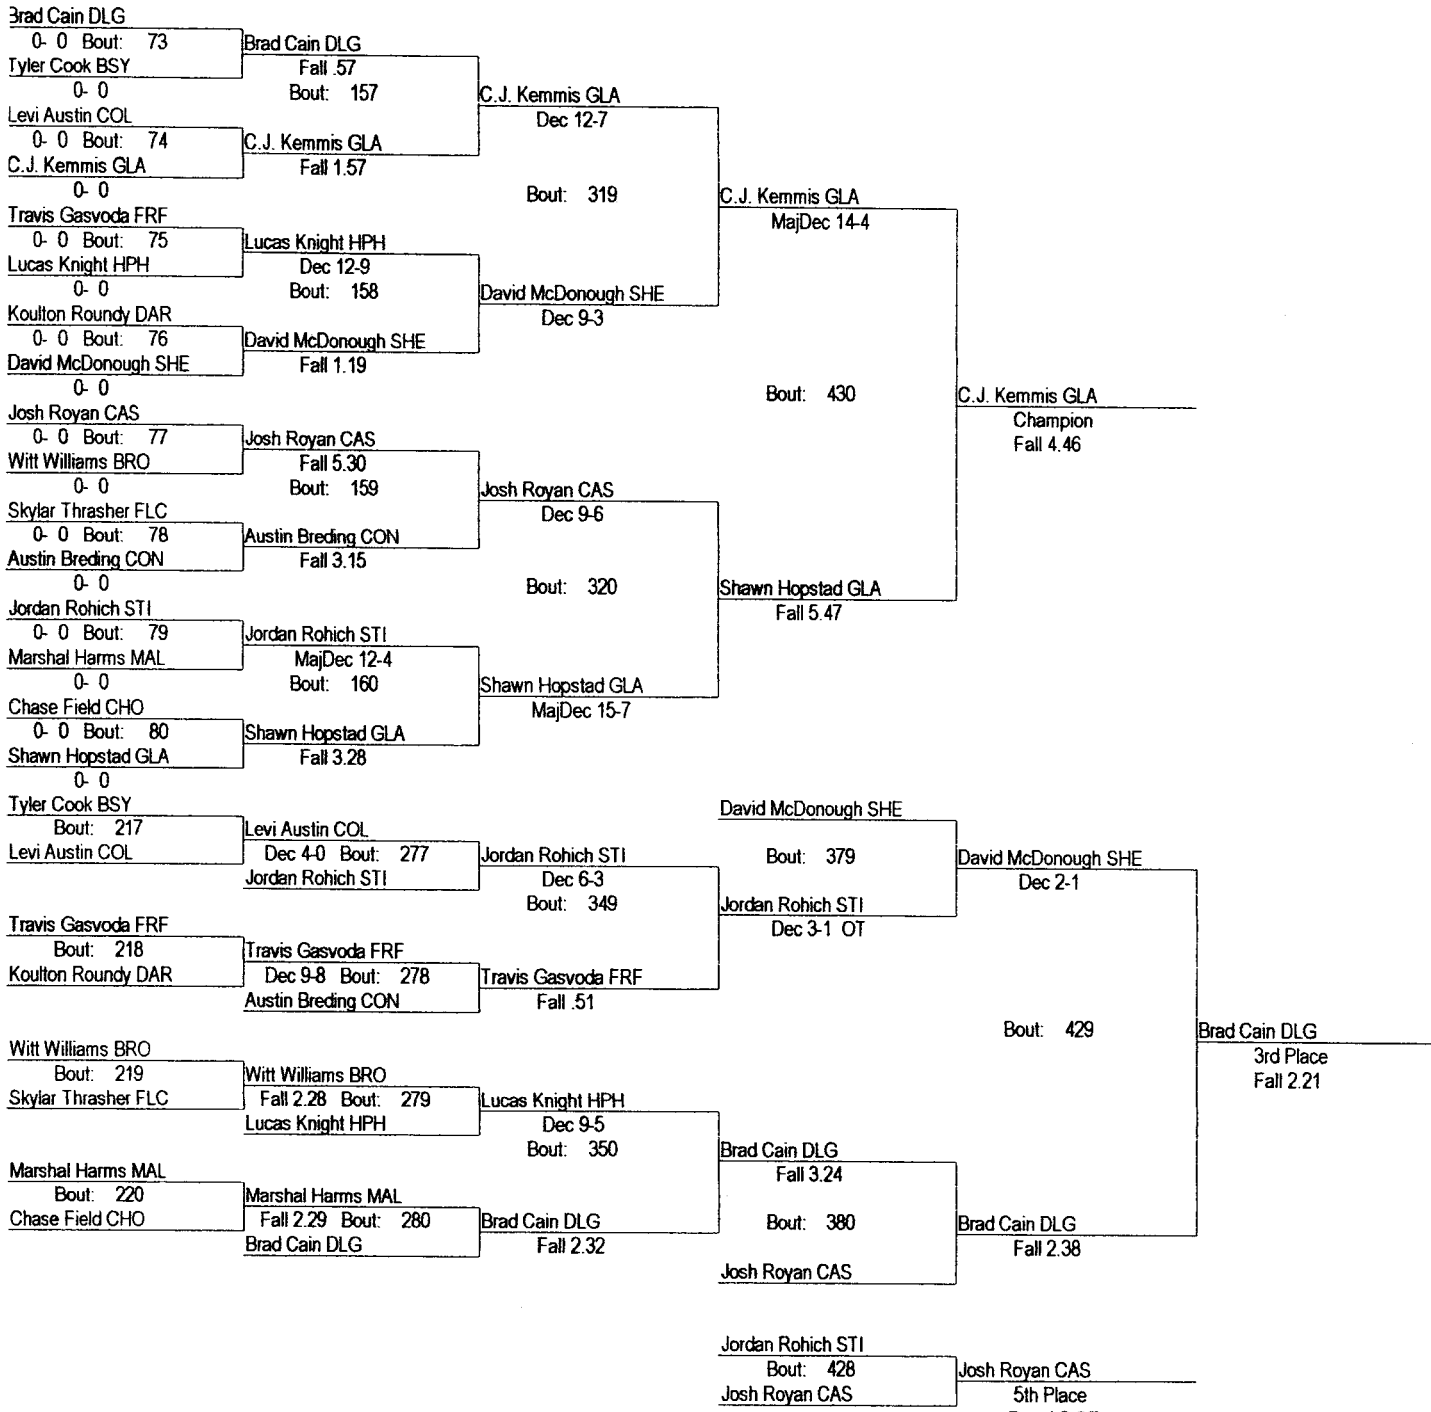 Brad Cain DLG
0- 0 Bout: 73
Tyler Cook BSY
0- 0
Levi Austin COL
0- 0 Bout: 74
C.J. Kemmis GLA
0- 0
Travis Gasvoda FRF
0- 0 Bout: 75
Lucas Knight HPH
0- 0
Koulton Roundy DAR
0- 0 Bout: 76
David McDonough SHE
0- 0
Josh Royan CAS
0- 0 Bout: 77
Witt Williams BRO
0- 0
Skylar Thrasher FLC
0- 0 Bout: 78
Austin Breding CON
0- 0
Jordan Rohich STI
0- 0 Bout: 79
Marshal Harms MAL
0- 0
Chase Field CHO
0- 0 Bout: 80
Shawn Hopstad GLA
0- 0
Brad Cain DLG
Fall .57
Bout: 157
C.J. Kemmis GLA
Fall 1.57
Lucas Knight HPH
Dec 12-9
Bout: 158
David McDonough SHE
Fall 1.19
Josh Royan CAS
Fall 5.30
Bout: 159
Austin Breding CON
Fall 3.15
Jordan Rohich STI
MajDec 12-4
Bout: 160
Shawn Hopstad GLA
Fall 3.28
C.J. Kemmis GLA
Dec 12-7
Bout: 319
David McDonough SHE
Dec 9-3
Josh Royan CAS
Dec 9-6
Bout: 320
Shawn Hopstad GLA
MajDec 15-7
C.J. Kemmis GLA
MajDec 14-4
Bout: 430
Shawn Hopstad GLA
Fall 5.47
C.J. Kemmis GLA
Champion
Fall 4.46
Tyler Cook BSY
Bout: 217
Levi Austin COL
Travis Gasvoda FRF
Bout: 218
Koulton Roundy DAR
Witt Williams BRO
Bout: 219
Skylar Thrasher FLC
Marshal Harms MAL
Bout: 220
Chase Field CHO
Levi Austin COL
Dec 4-0 Bout: 277
Jordan Rohich STI
Travis Gasvoda FRF
Dec 9-8 Bout: 278
Austin Breding CON
Witt Williams BRO
Fall 2.28 Bout: 279
Lucas Knight HPH
Marshal Harms MAL
Fall 2.29 Bout: 280
Brad Cain DLG
Jordan Rohich STI
Dec 6-3
Bout: 349
Travis Gasvoda FRF
Fall .51
Lucas Knight HPH
Dec 9-5
Bout: 350
Brad Cain DLG
Fall 2.32
David McDonough SHE
Bout: 379
Jordan Rohich STI
Dec 3-1 OT
Brad Cain DLG
Fall 3.24
Bout: 380
Josh Royan CAS
David McDonough SHE
Dec 2-1
Bout: 429
Brad Cain DLG
Fall 2.38
Brad Cain DLG
3rd Place
Fall 2.21
Jordan Rohich STI
Bout: 428
Josh Royan CAS
Josh Royan CAS
5th Place